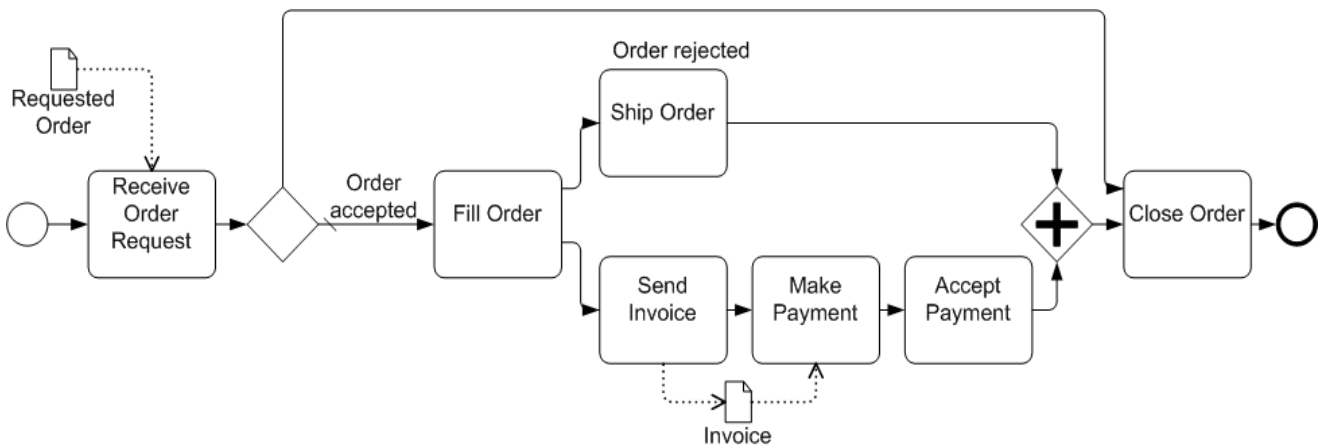 Order rejected
Requested
Order
Ship Order
Receive
Order
Request
Order
accepted
Fill Order
Close Order
Send
Invoice
Make
Payment
Accept
Payment
Invoice